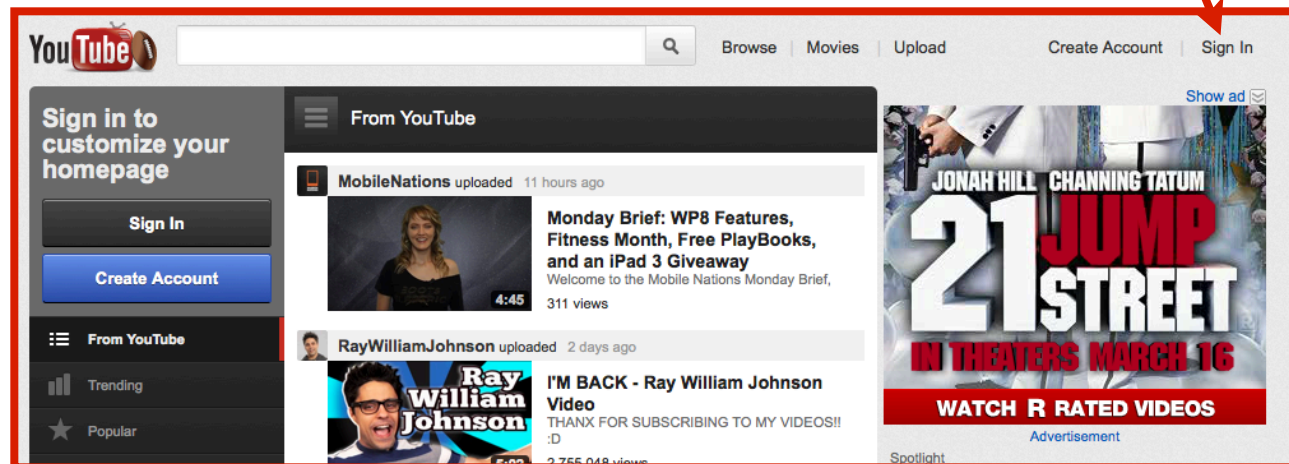 YouTube
Browse | Movies | Upload
Create Account | Sign In
Sign in to
customize your
homepage
Sign In
Create Account
From YouTube
Trending
Popular
From YouTube
MobileNations uploaded 11 hours ago
Monday Brief: WP8 Features,
Fitness Month, Free PlayBooks,
and an iPad 3 Giveaway
Welcome to the Mobile Nations Monday Brief,
311 views
4:45
RayWilliamJohnson uploaded 2 days ago
Ray
William
Johnson
I'M BACK - Ray William Johnson
Video
THANX FOR SUBSCRIBING TO MY VIDEOS!!
:D
2,755,048 views
Show ad
JONAH HILL CHANNING TATUM
21 JUMP
STREET
IN THEATERS MARCH 16
WATCH R RATED VIDEOS
Advertisement
Spotlight